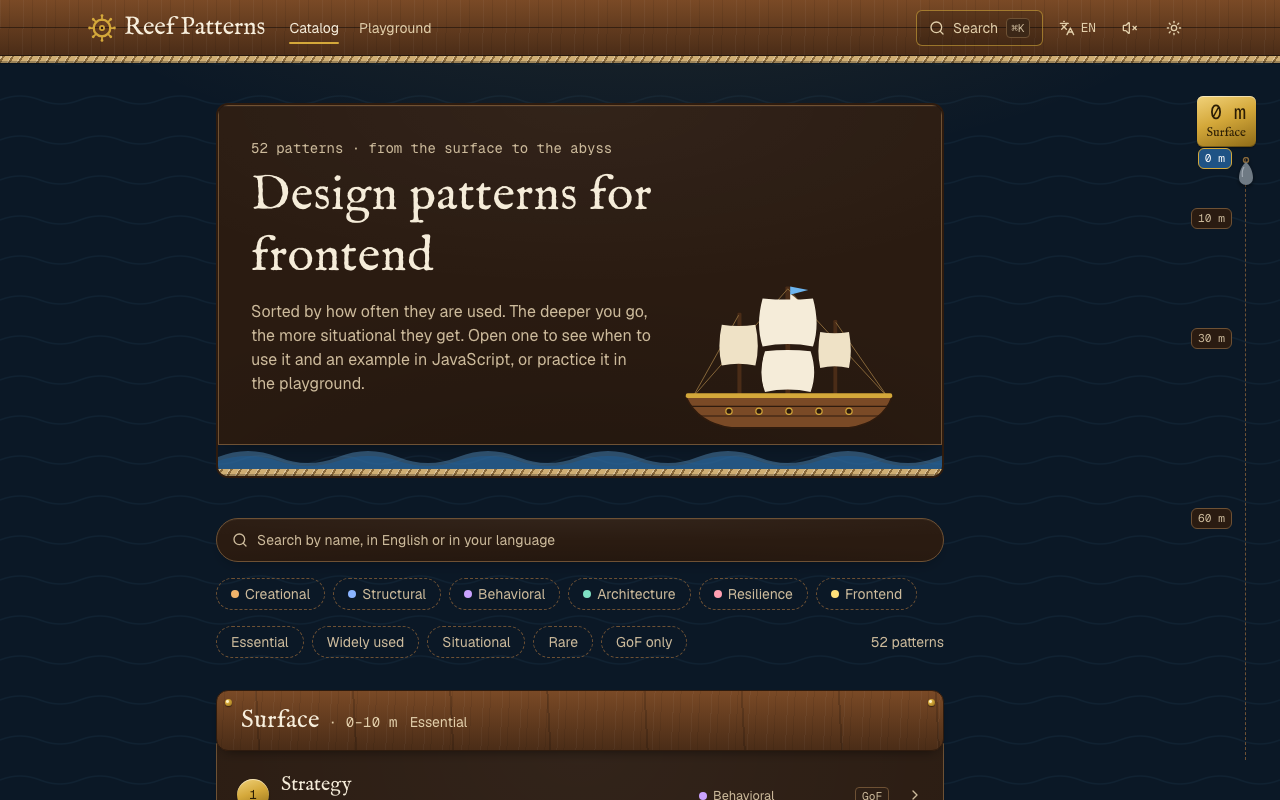 Reef Patterns Catalog Playground Search ⌘K EN
0 m
Surface
0 m
10 m
30 m
60 m
52 patterns · from the surface to the abyss
Design patterns for
frontend
Sorted by how often they are used. The deeper you go,
the more situational they get. Open one to see when to
use it and an example in JavaScript, or practice it in
the playground.
Search by name, in English or in your language
Creational Structural Behavioral Architecture Resilience Frontend
Essential Widely used Situational Rare GoF only 52 patterns
Surface · 0–10 m Essential
1 Strategy Behavioral GoF